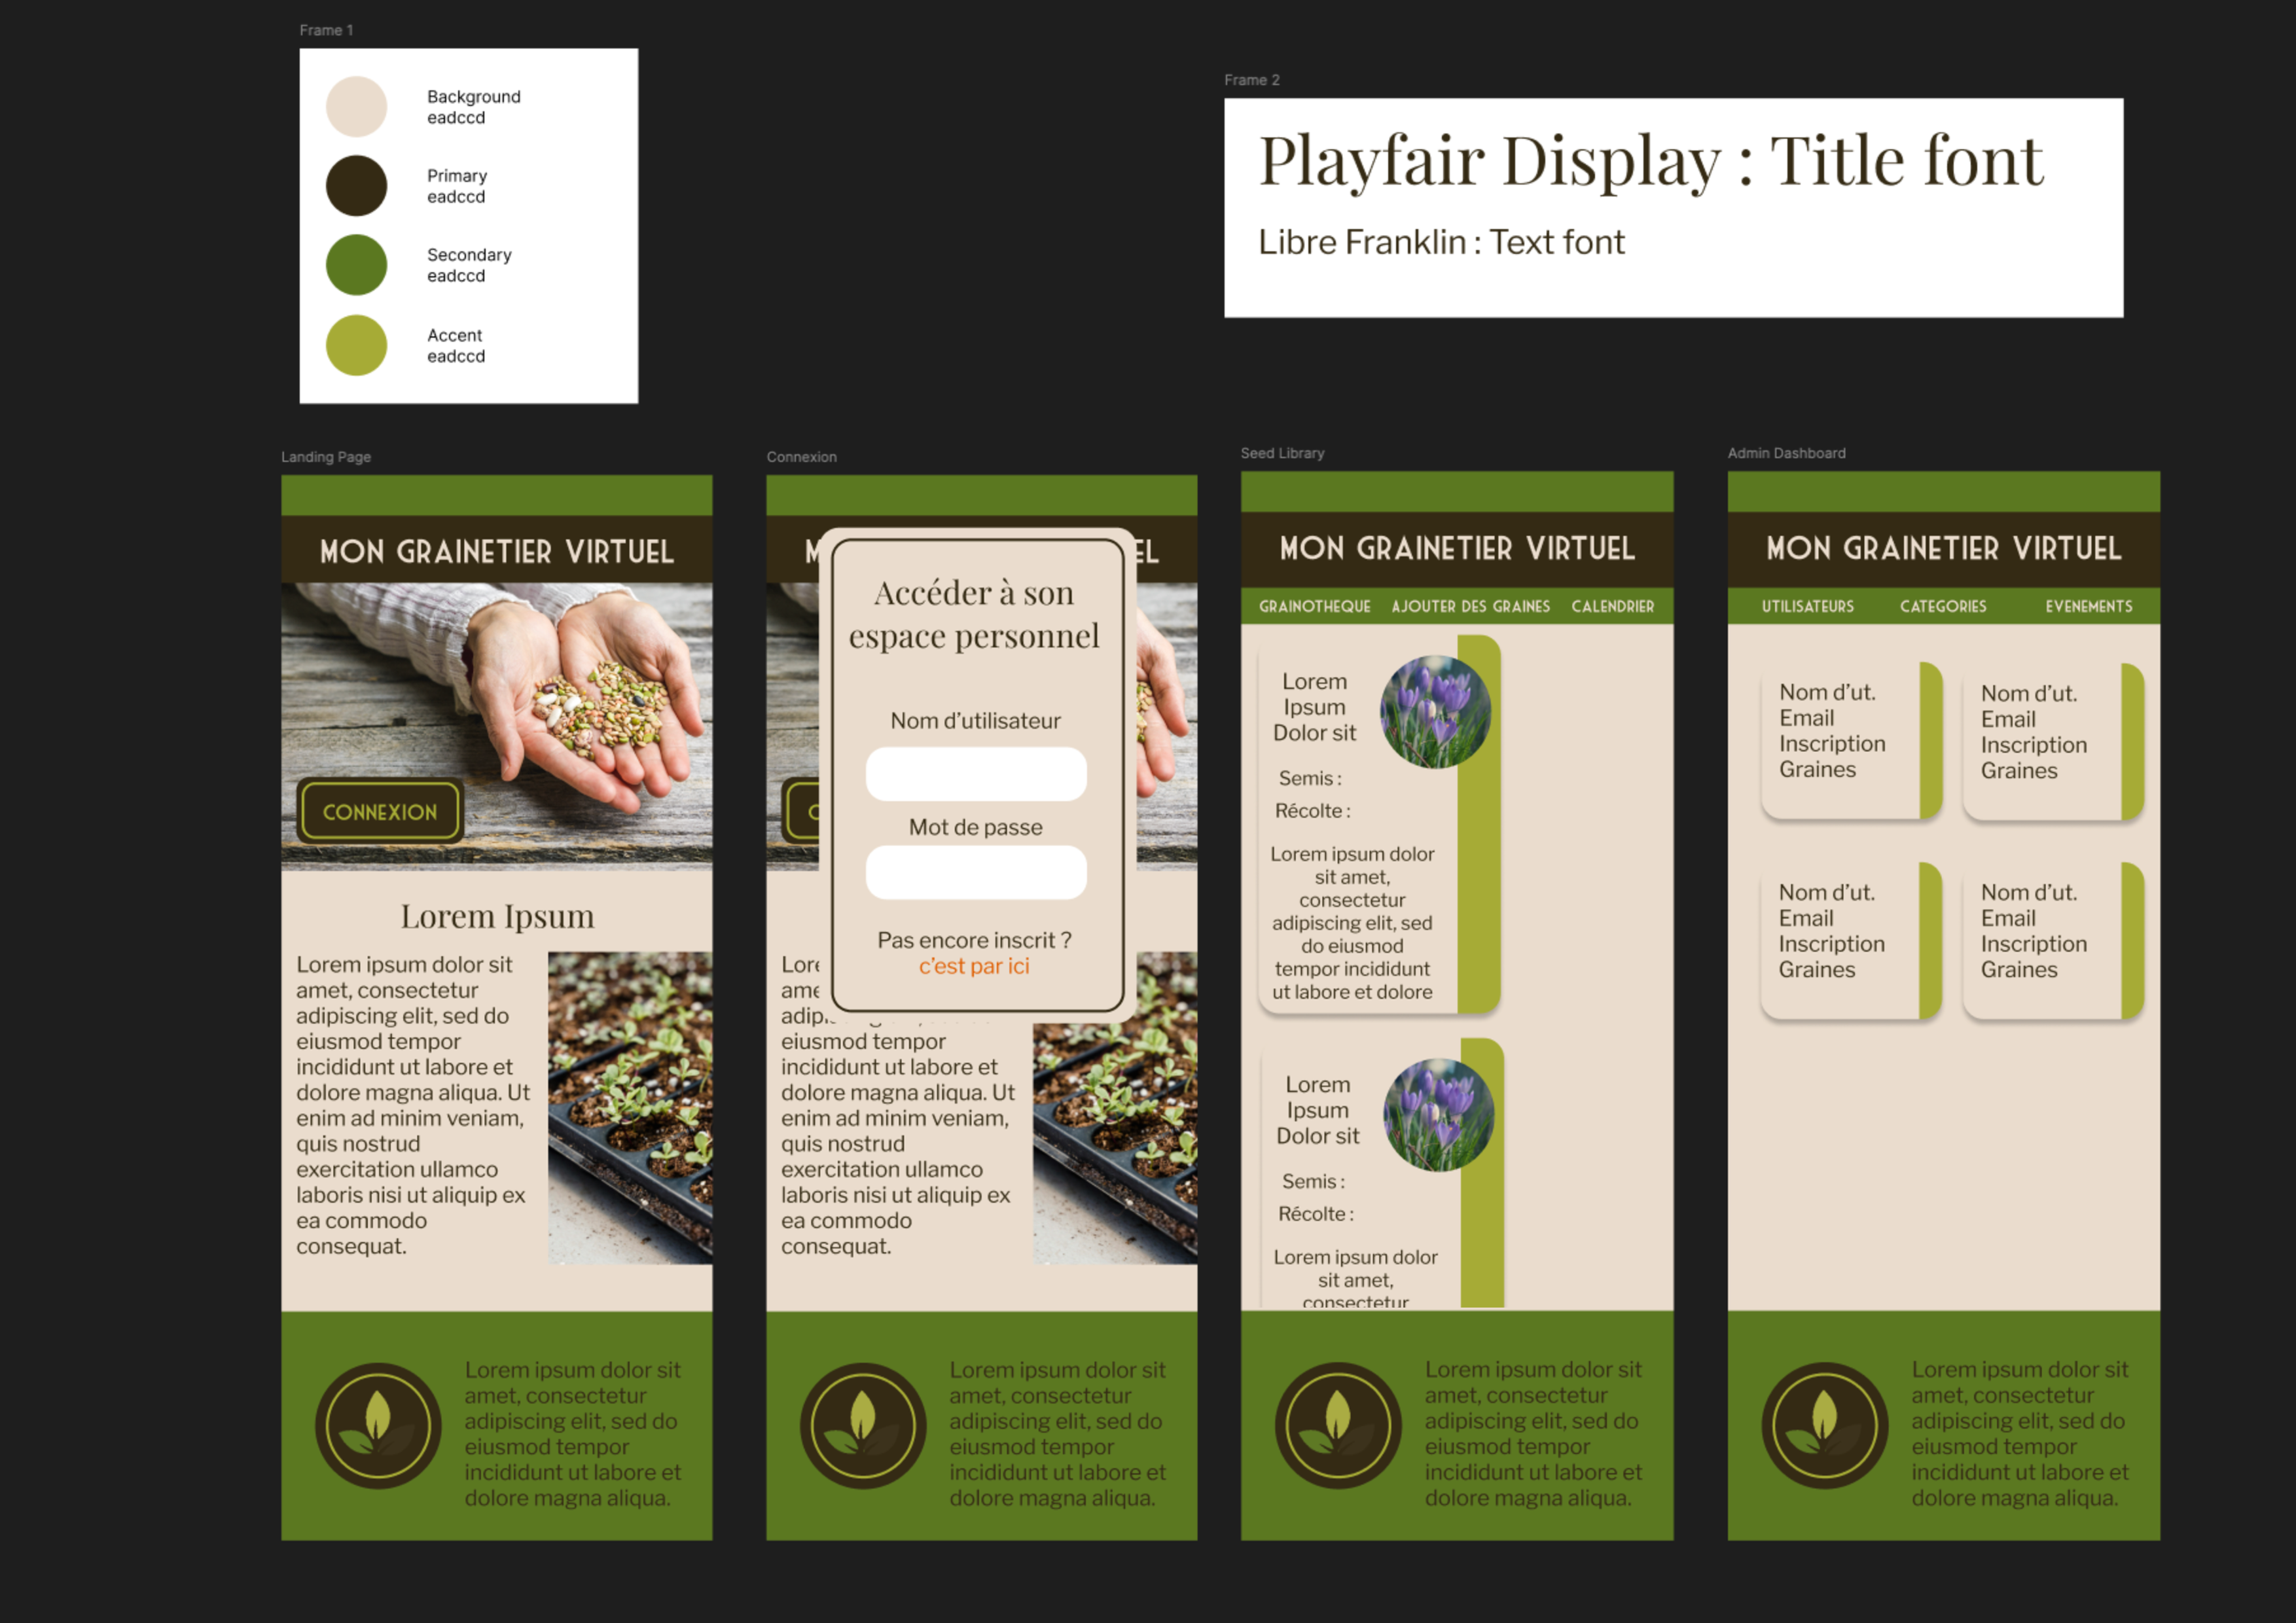 Frame 1
Background
eadccd
Primary
eadccd
Secondary
eadccd
Accent
eadccd
Frame 2
Playfair Display : Title font
Libre Franklin : Text font
Landing Page
MON GRAINETIER VIRTUEL
CONNEXION
Lorem Ipsum
Lorem ipsum dolor sit
amet, consectetur
adipiscing elit, sed do
eiusmod tempor
incididunt ut labore et
dolore magna aliqua. Ut
enim ad minim veniam,
quis nostrud
exercitation ullamco
laboris nisi ut aliquip ex
ea commodo
consequat.
Lorem ipsum dolor sit
amet, consectetur
adipiscing elit, sed do
eiusmod tempor
incididunt ut labore et
dolore magna aliqua.
Connexion
M
EL
Accéder à son
espace personnel
Nom d'utilisateur
Mot de passe
Pas encore inscrit ?
c'est par ici
C
Lore
ame
adip
eiusmod tempor
incididunt ut labore et
dolore magna aliqua. Ut
enim ad minim veniam,
quis nostrud
exercitation ullamco
laboris nisi ut aliquip ex
ea commodo
consequat.
Lorem ipsum dolor sit
amet, consectetur
adipiscing elit, sed do
eiusmod tempor
incididunt ut labore et
dolore magna aliqua.
Seed Library
MON GRAINETIER VIRTUEL
GRAINOTHEQUE AJOUTER DES GRAINES CALENDRIER
Lorem
Ipsum
Dolor sit
Semis :
Récolte :
Lorem ipsum dolor
sit amet,
consectetur
adipiscing elit, sed
do eiusmod
tempor incididunt
ut labore et dolore
Lorem
Ipsum
Dolor sit
Semis :
Récolte :
Lorem ipsum dolor
sit amet,
consectetur
Lorem ipsum dolor sit
amet, consectetur
adipiscing elit, sed do
eiusmod tempor
incididunt ut labore et
dolore magna aliqua.
Admin Dashboard
MON GRAINETIER VIRTUEL
UTILISATEURS CATEGORIES EVENEMENTS
Nom d'ut.
Email
Inscription
Graines
Nom d'ut.
Email
Inscription
Graines
Nom d'ut.
Email
Inscription
Graines
Nom d'ut.
Email
Inscription
Graines
Lorem ipsum dolor sit
amet, consectetur
adipiscing elit, sed do
eiusmod tempor
incididunt ut labore et
dolore magna aliqua.